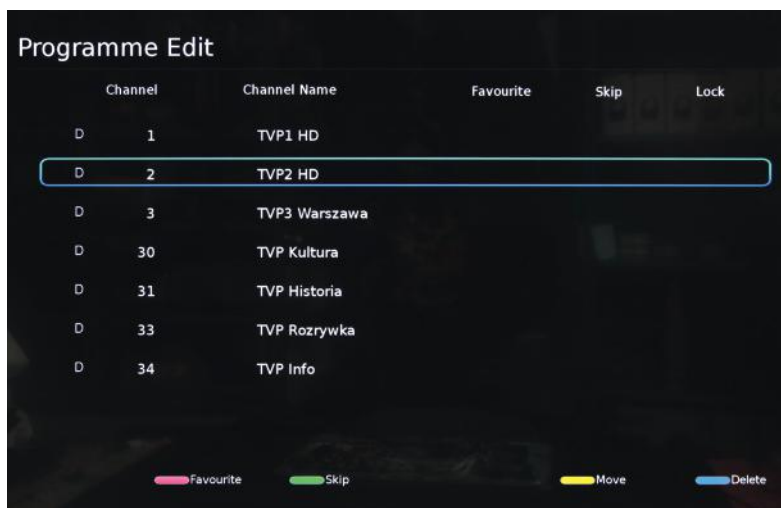 Programme Edit
Channel Channel Name Favourite Skip Lock
D 1 TVP1 HD
D 2 TVP2 HD
D 3 TVP3 Warszawa
D 30 TVP Kultura
D 31 TVP Historia
D 33 TVP Rozrywka
D 34 TVP Info
Favourite Skip Move Delete